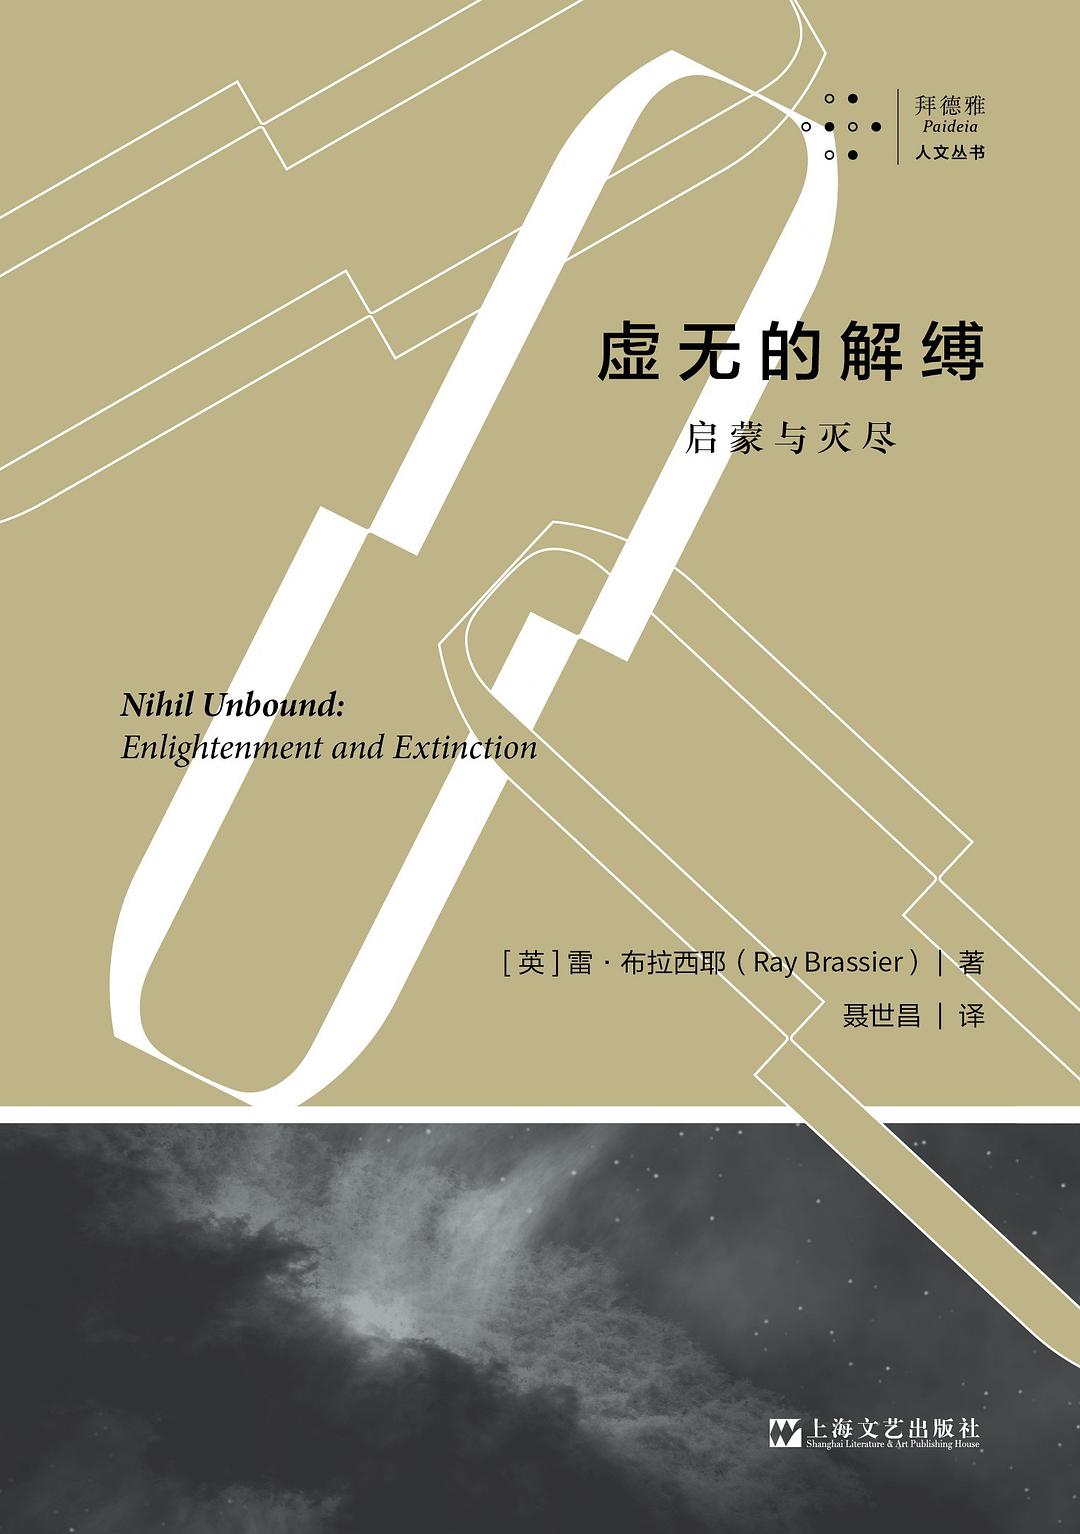 拜德雅
Paideia
人文丛书
虚无的解缚
启蒙与灭尽
Nihil Unbound:
Enlightenment and Extinction
[ 英 ] 雷 · 布拉西耶（ Ray Brassier ）| 著
聂世昌 | 译
上海文艺出版社
Shanghai Literature & Art Publishing House